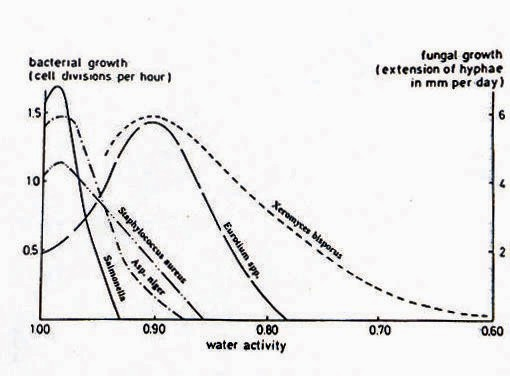 bacterial growth
(cell divisions per hour)
fungal growth
(extension of hyphae
in mm per day)
1.5
1.0
0.5
6
4
2
Salmonella
Asp. niger
Staphylococcus aureus
Eurotium spp.
Xeromyces bisporus
1.00
0.90
0.80
0.70
0.60
water activity